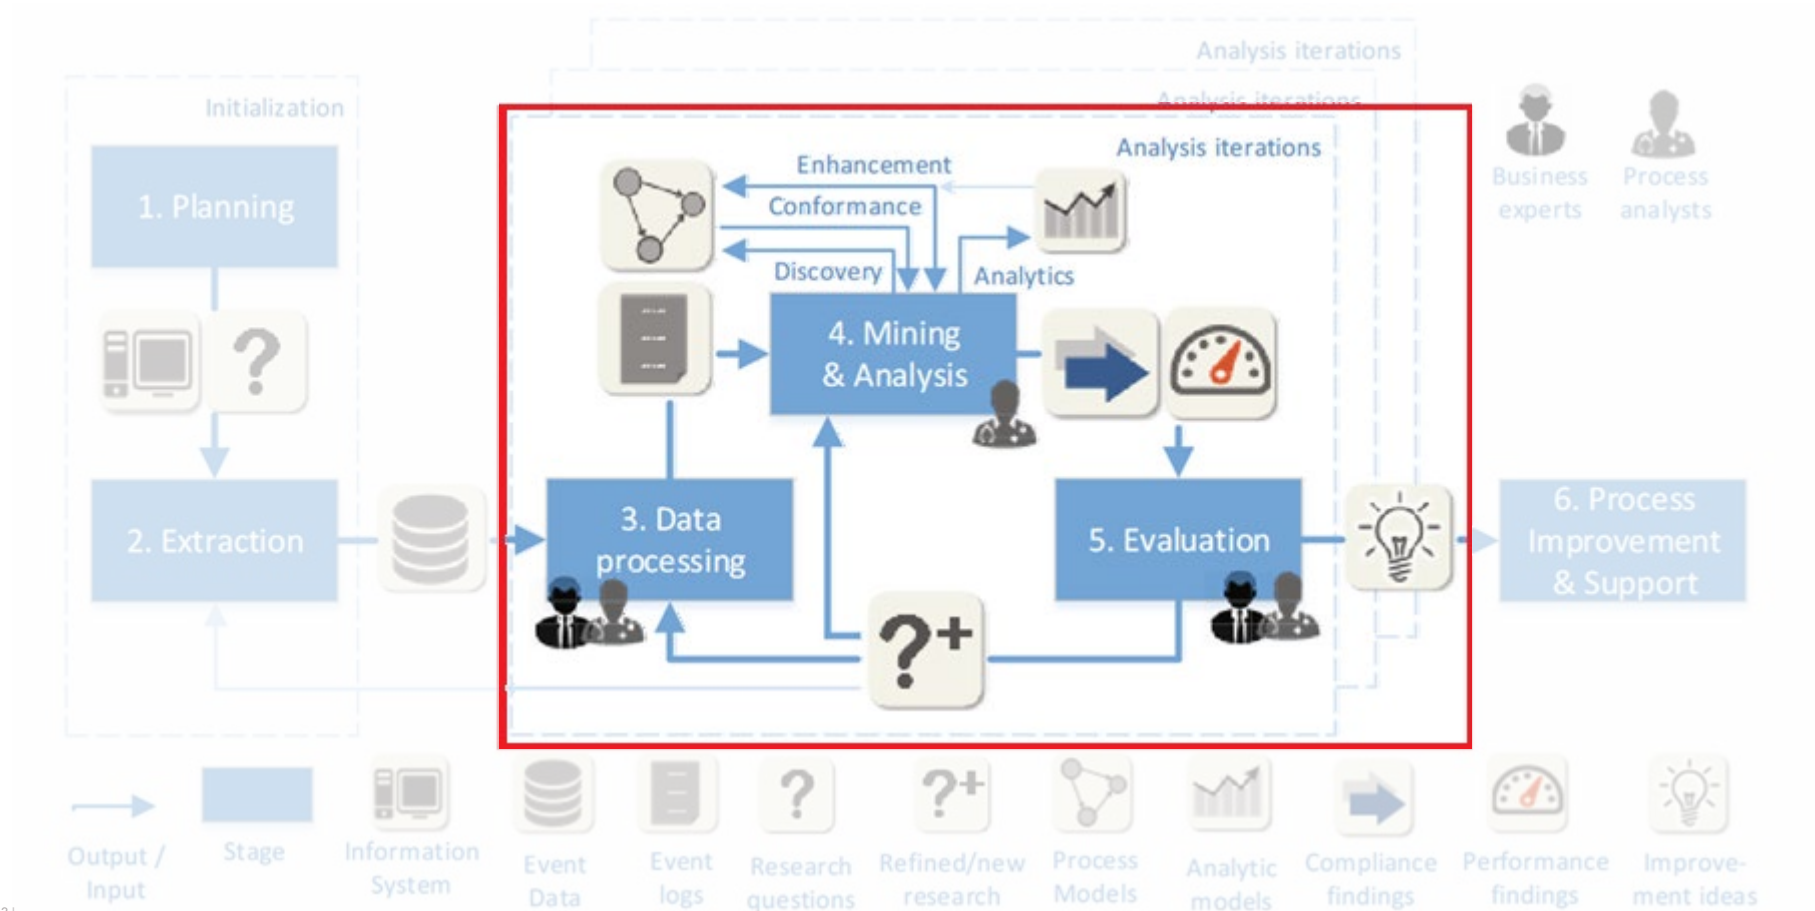 Analysis iterations
Analysis iterations
Initialization
Analysis iterations
Enhancement
Conformance
Discovery
Analytics
1. Planning
2. Extraction
3. Data
processing
4. Mining
& Analysis
5. Evaluation
6. Process
Improvement
& Support
?
?+
Business
experts
Process
analysts
Output /
Input
Stage
Information
System
Event
Data
Event
logs
?
Research
questions
?+
Refined/new
research
Process
Models
Analytic
models
Compliance
findings
Performance
findings
Improve-
ment ideas